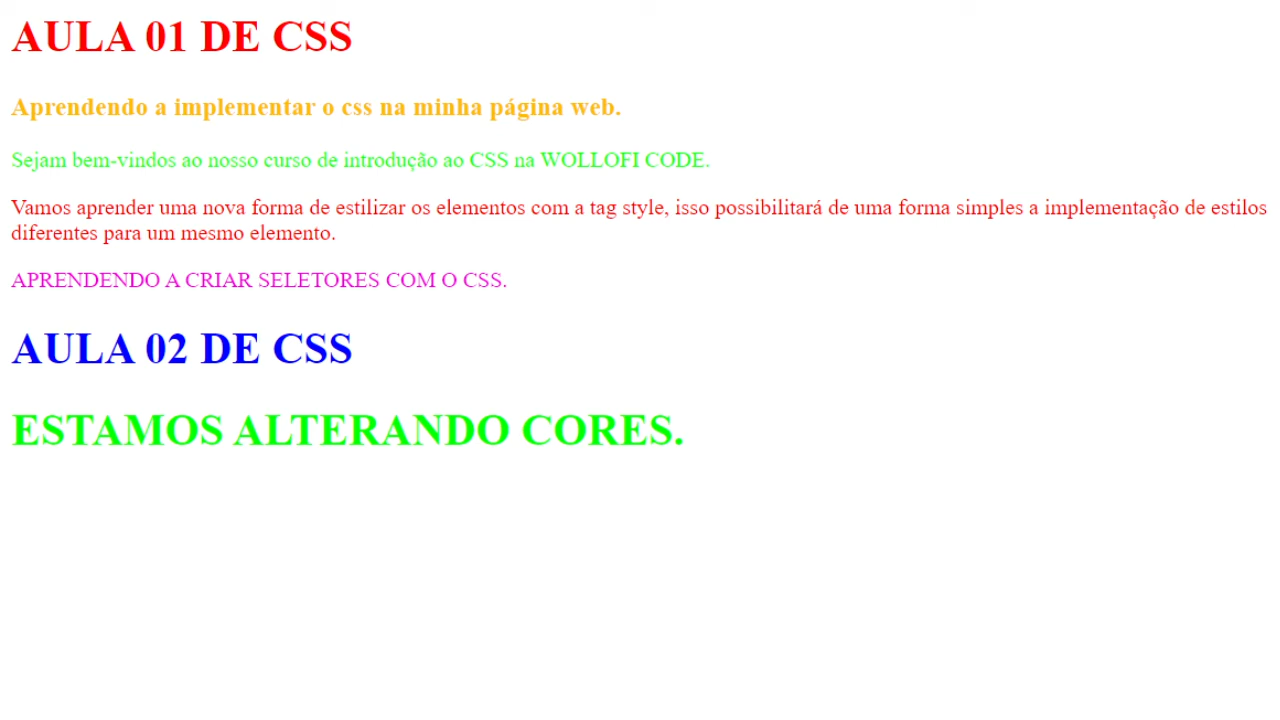 AULA 01 DE CSS
Aprendendo a implementar o css na minha página web.
Sejam bem-vindos ao nosso curso de introdução ao CSS na WOLLOFI CODE.
Vamos aprender uma nova forma de estilizar os elementos com a tag style, isso possibilitará de uma forma simples a implementação de estilos
diferentes para um mesmo elemento.
APRENDENDO A CRIAR SELETORES COM O CSS.
AULA 02 DE CSS
ESTAMOS ALTERANDO CORES.